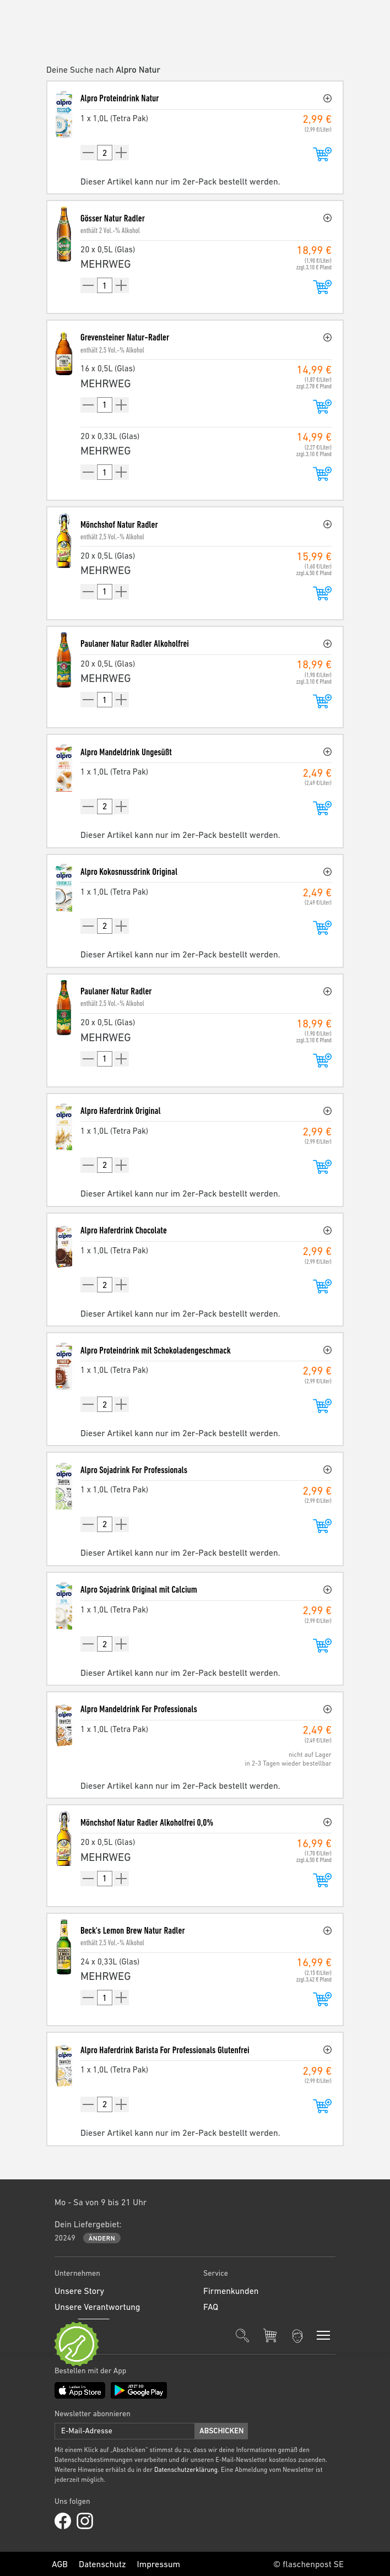 Deine Suche nach Alpro Natur
Alpro Proteindrink Natur
1 x 1,0L (Tetra Pak)
2,99 €
(2,99 €/Liter)
2
Dieser Artikel kann nur im 2er-Pack bestellt werden.
Gösser Natur Radler
enthält 2 Vol.-% Alkohol
20 x 0,5L (Glas)
18,99 €
MEHRWEG
(1,90 €/Liter)
zzgl.3,10 € Pfand
1
Grevensteiner Natur-Radler
enthält 2,5 Vol.-% Alkohol
16 x 0,5L (Glas)
14,99 €
MEHRWEG
(1,87 €/Liter)
zzgl.2,78 € Pfand
1
20 x 0,33L (Glas)
14,99 €
MEHRWEG
(2,27 €/Liter)
zzgl.3,10 € Pfand
1
Mönchshof Natur Radler
enthält 2,5 Vol.-% Alkohol
20 x 0,5L (Glas)
15,99 €
MEHRWEG
(1,60 €/Liter)
zzgl.4,50 € Pfand
1
Paulaner Natur Radler Alkoholfrei
20 x 0,5L (Glas)
18,99 €
MEHRWEG
(1,90 €/Liter)
zzgl.3,10 € Pfand
1
Alpro Mandeldrink Ungesüßt
1 x 1,0L (Tetra Pak)
2,49 €
(2,49 €/Liter)
2
Dieser Artikel kann nur im 2er-Pack bestellt werden.
Alpro Kokosnussdrink Original
1 x 1,0L (Tetra Pak)
2,49 €
(2,49 €/Liter)
2
Dieser Artikel kann nur im 2er-Pack bestellt werden.
Paulaner Natur Radler
enthält 2,5 Vol.-% Alkohol
20 x 0,5L (Glas)
18,99 €
MEHRWEG
(1,90 €/Liter)
zzgl.3,10 € Pfand
1
Alpro Haferdrink Original
1 x 1,0L (Tetra Pak)
2,99 €
(2,99 €/Liter)
2
Dieser Artikel kann nur im 2er-Pack bestellt werden.
Alpro Haferdrink Chocolate
1 x 1,0L (Tetra Pak)
2,99 €
(2,99 €/Liter)
2
Dieser Artikel kann nur im 2er-Pack bestellt werden.
Alpro Proteindrink mit Schokoladengeschmack
1 x 1,0L (Tetra Pak)
2,99 €
(2,99 €/Liter)
2
Dieser Artikel kann nur im 2er-Pack bestellt werden.
Alpro Sojadrink For Professionals
1 x 1,0L (Tetra Pak)
2,99 €
(2,99 €/Liter)
2
Dieser Artikel kann nur im 2er-Pack bestellt werden.
Alpro Sojadrink Original mit Calcium
1 x 1,0L (Tetra Pak)
2,99 €
(2,99 €/Liter)
2
Dieser Artikel kann nur im 2er-Pack bestellt werden.
Alpro Mandeldrink For Professionals
1 x 1,0L (Tetra Pak)
2,49 €
(2,49 €/Liter)
nicht auf Lager
in 2-3 Tagen wieder bestellbar
Dieser Artikel kann nur im 2er-Pack bestellt werden.
Mönchshof Natur Radler Alkoholfrei 0,0%
20 x 0,5L (Glas)
16,99 €
MEHRWEG
(1,70 €/Liter)
zzgl.4,50 € Pfand
1
Beck's Lemon Brew Natur Radler
enthält 2,5 Vol.-% Alkohol
24 x 0,33L (Glas)
16,99 €
MEHRWEG
(2,15 €/Liter)
zzgl.3,42 € Pfand
1
Alpro Haferdrink Barista For Professionals Glutenfrei
1 x 1,0L (Tetra Pak)
2,99 €
(2,99 €/Liter)
2
Dieser Artikel kann nur im 2er-Pack bestellt werden.
Mo - Sa von 9 bis 21 Uhr
Dein Liefergebiet:
20249 ÄNDERN
Unternehmen
Service
Unsere Story
Firmenkunden
Unsere Verantwortung
FAQ
Bestellen mit der App
Laden im
App Store
JETZT BEI
Google Play
Newsletter abonnieren
E-Mail-Adresse
ABSCHICKEN
Mit einem Klick auf „Abschicken" stimmst du zu, dass wir deine Informationen gemäß den
Datenschutzbestimmungen verarbeiten und dir unseren E-Mail-Newsletter kostenlos zusenden.
Weitere Hinweise erhälst du in der Datenschutzerklärung. Eine Abmeldung vom Newsletter ist
jederzeit möglich.
Uns folgen
AGB Datenschutz Impressum
© flaschenpost SE